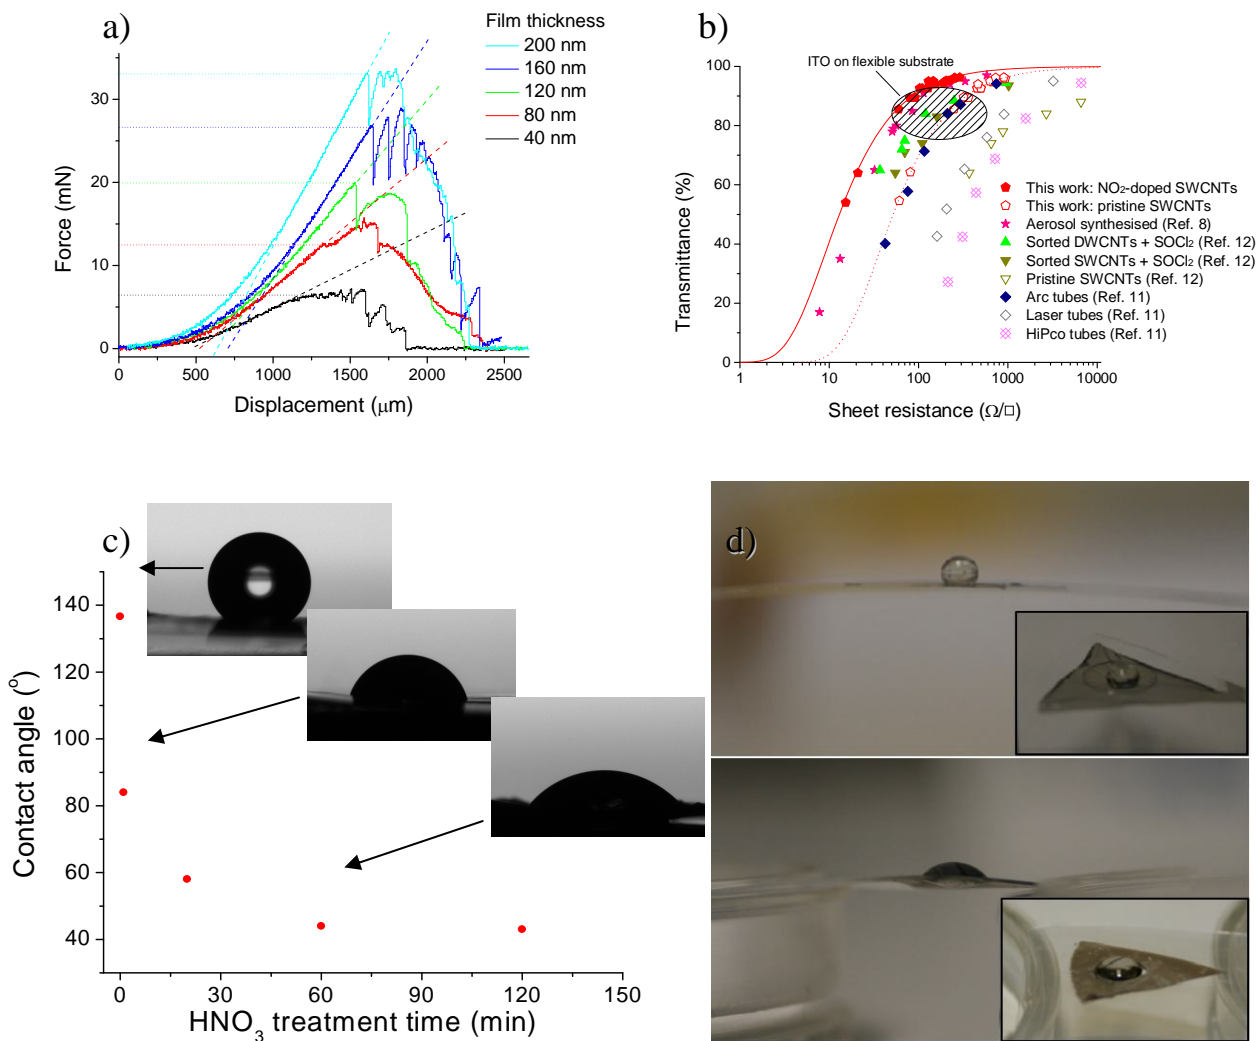 a)
Film thickness
200 nm
160 nm
120 nm
80 nm
40 nm
Force (mN)
30
20
10
0
0
500
1000
1500
2000
2500
Displacement (μm)
b)
ITO on flexible substrate
Transmittance (%)
100
80
60
40
20
0
This work: NO₂-doped SWCNTs
This work: pristine SWCNTs
Aerosol synthesised (Ref. 8)
Sorted DWCNTs + SOCl₂ (Ref. 12)
Sorted SWCNTs + SOCl₂ (Ref. 12)
Pristine SWCNTs (Ref. 12)
Arc tubes (Ref. 11)
Laser tubes (Ref. 11)
HiPco tubes (Ref. 11)
1
10
100
1000
10000
Sheet resistance (Ω/□)
c)
Contact angle (°)
140
120
100
80
60
40
0
30
60
90
120
150
HNO₃ treatment time (min)
d)